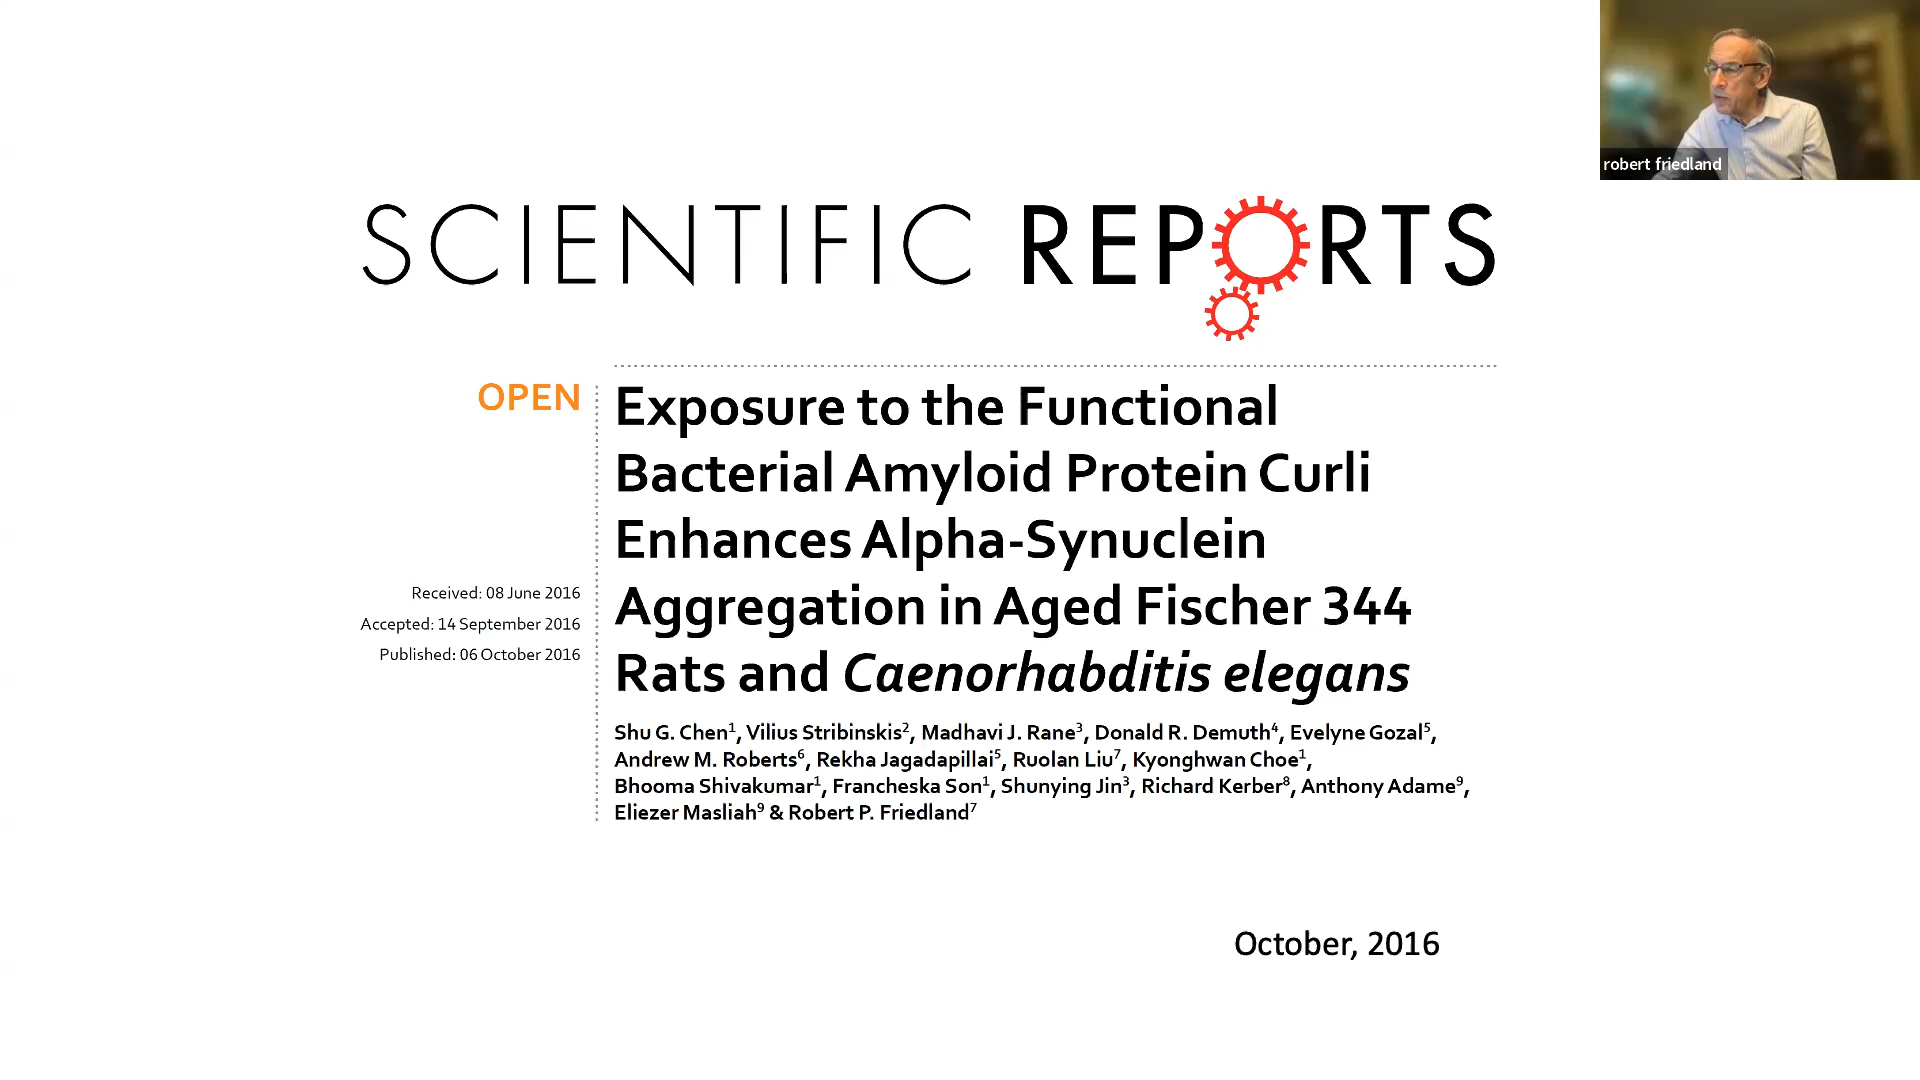 robert friedland
SCIENTIFIC REPORTS
OPEN
Exposure to the Functional
Bacterial Amyloid Protein Curli
Enhances Alpha-Synuclein
Aggregation in Aged Fischer 344
Rats and Caenorhabditis elegans
Received: 08 June 2016
Accepted: 14 September 2016
Published: 06 October 2016
Shu G. Chen¹, Vilius Stribinskis², Madhavi J. Rane³, Donald R. Demuth⁴, Evelyne Gozal⁵,
Andrew M. Roberts⁶, Rekha Jagadapillai⁵, Ruolan Liu⁷, Kyonghwan Choe¹,
Bhooma Shivakumar¹, Francheska Son¹, Shunying Jin³, Richard Kerber⁸, Anthony Adame⁹,
Eliezer Masliah⁹ & Robert P. Friedland⁷
October, 2016